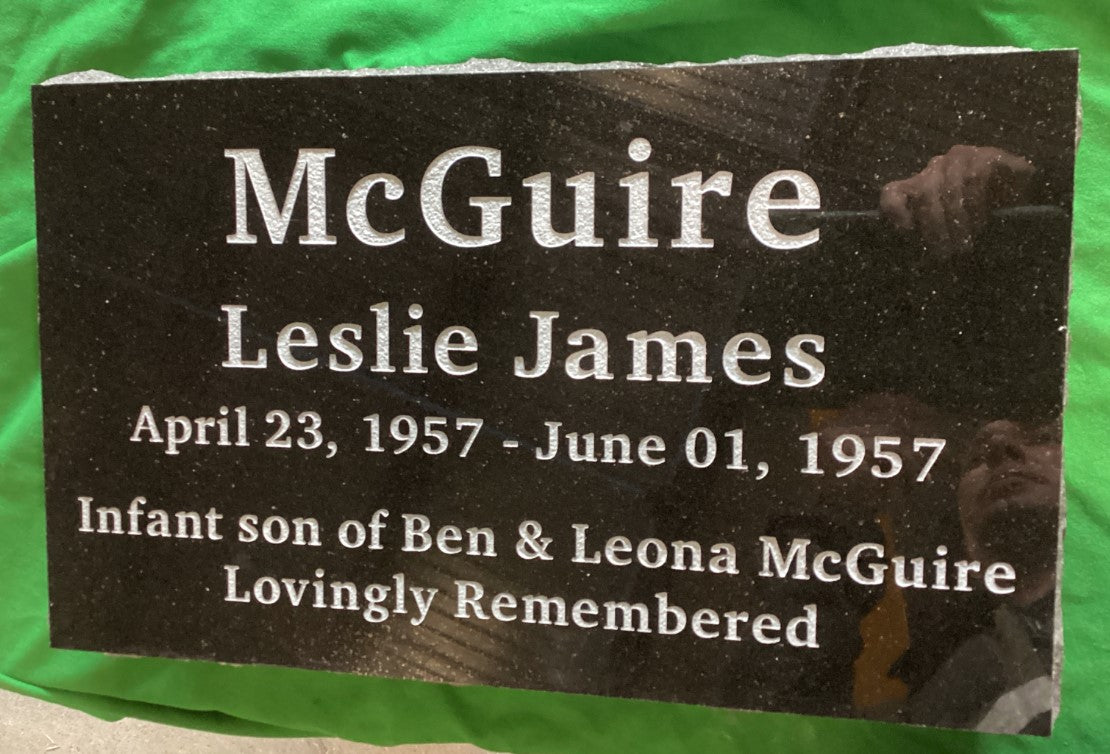 McGuire
Leslie James
April 23, 1957 - June 01, 1957
Infant son of Ben & Leona McGuire
Lovingly Remembered